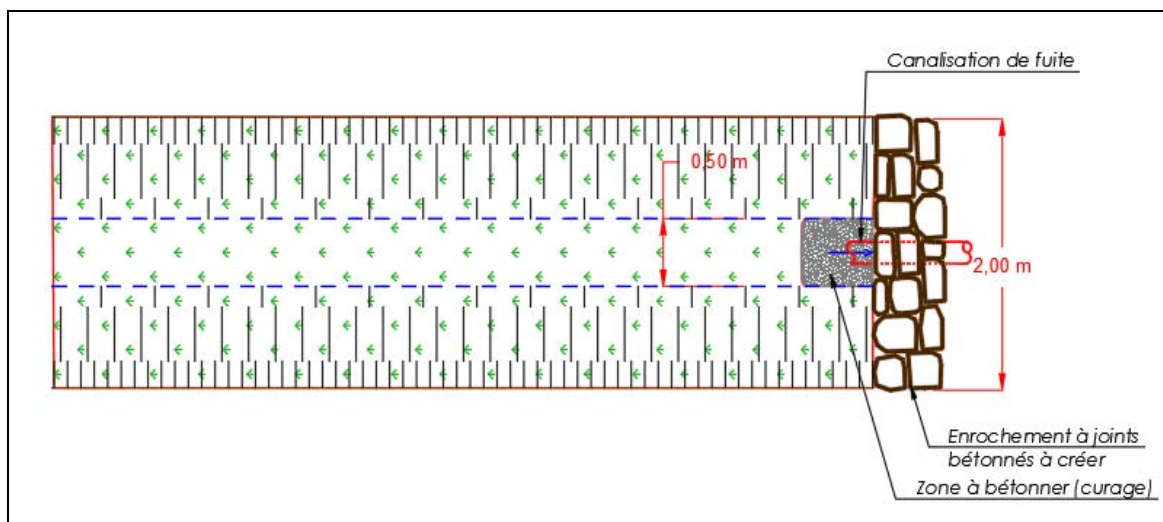 Canalisation de fuite
0,50 m
2,00 m
Enrochement à joints
bétonnés à créer
Zone à bétonner (curage)